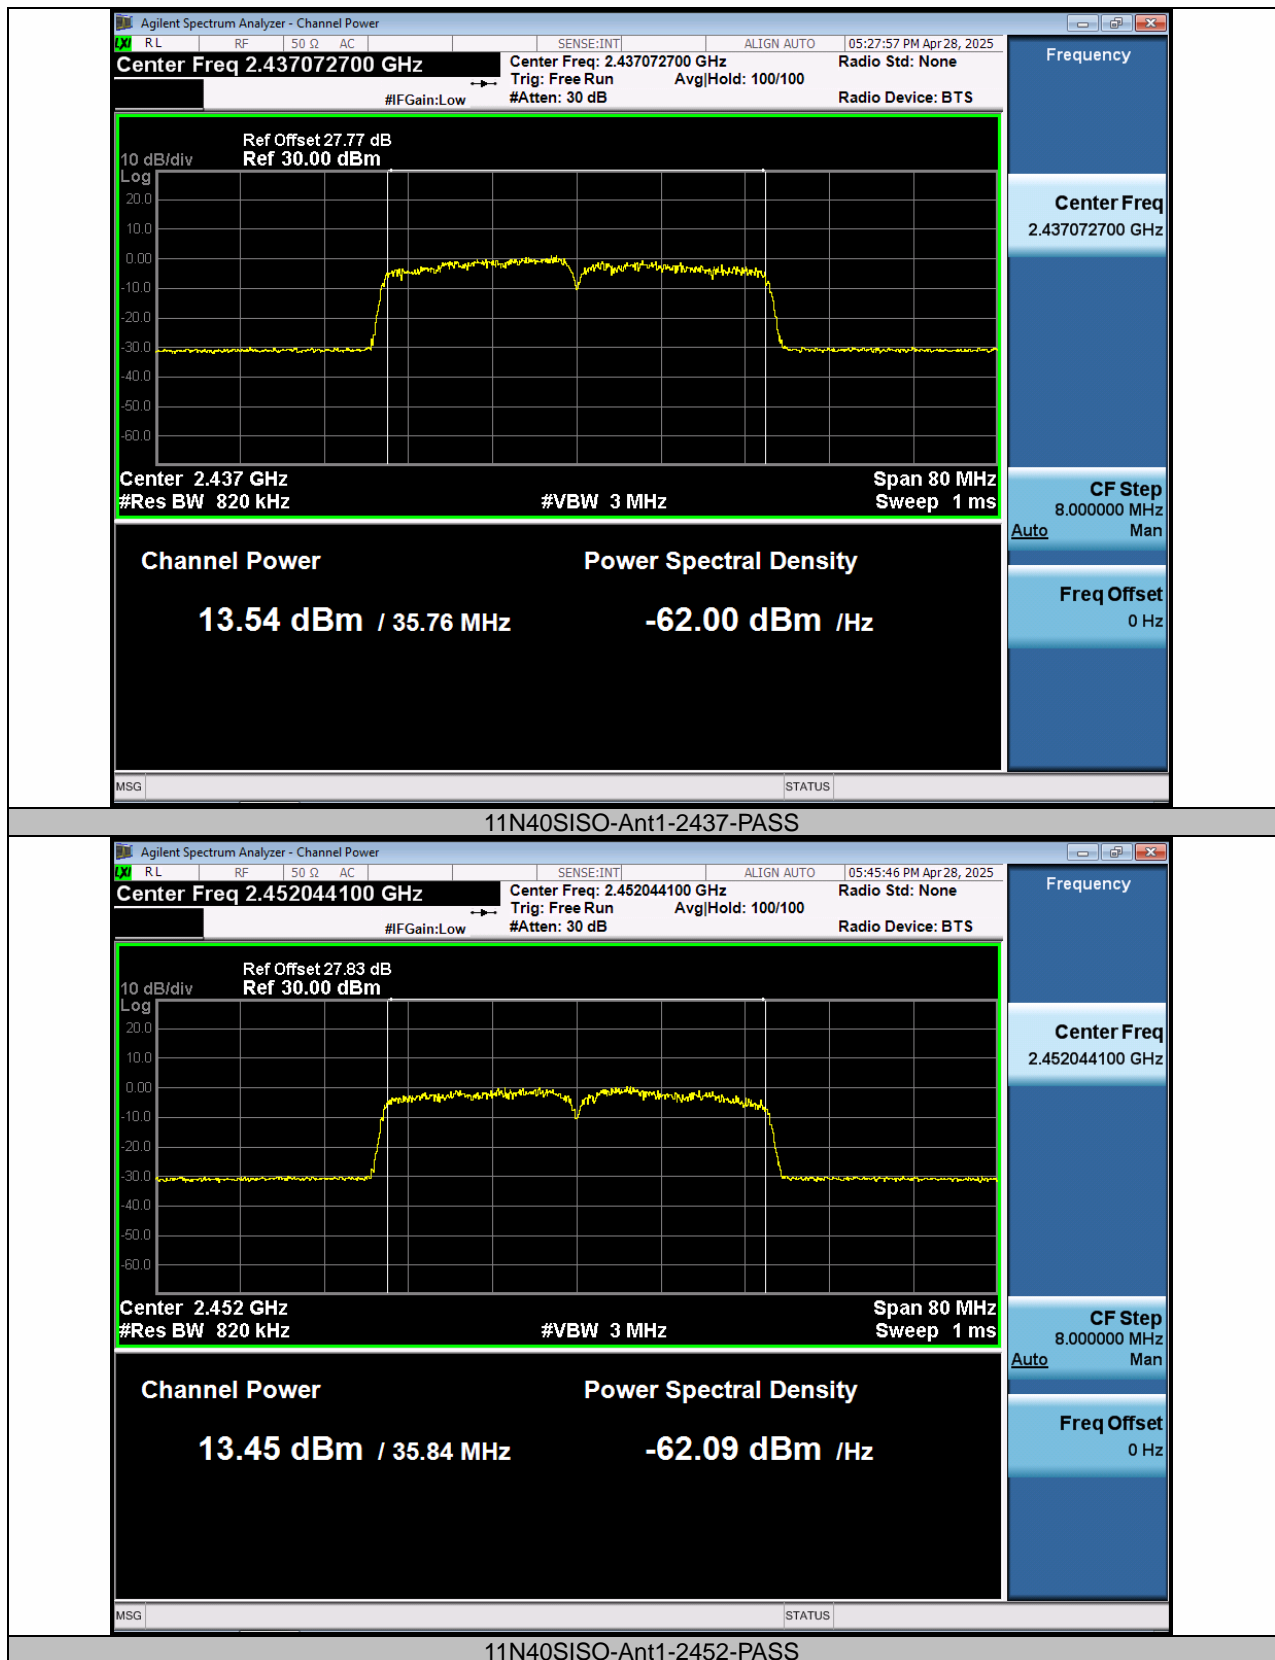 Agilent Spectrum Analyzer - Channel Power
LXI RL RF 50 Ω AC SENSE:INT ALIGN AUTO 05:27:57 PM Apr 28, 2025
Center Freq 2.437072700 GHz
Center Freq: 2.437072700 GHz
Radio Std: None
Trig: Free Run Avg|Hold: 100/100
#IFGain:Low
#Atten: 30 dB
Radio Device: BTS
Frequency
Ref Offset 27.77 dB
10 dB/div Ref 30.00 dBm
Log
20.0
10.0
0.00
-10.0
-20.0
-30.0
-40.0
-50.0
-60.0
Center 2.437 GHz Span 80 MHz
#Res BW 820 kHz #VBW 3 MHz Sweep 1 ms
Center Freq
2.437072700 GHz
CF Step
8.000000 MHz
Auto Man
Freq Offset
0 Hz
Channel Power Power Spectral Density
13.54 dBm / 35.76 MHz -62.00 dBm /Hz
MSG STATUS
11N40SISO-Ant1-2437-PASS
Agilent Spectrum Analyzer - Channel Power
LXI RL RF 50 Ω AC SENSE:INT ALIGN AUTO 05:45:46 PM Apr 28, 2025
Center Freq 2.452044100 GHz
Center Freq: 2.452044100 GHz
Radio Std: None
Trig: Free Run Avg|Hold: 100/100
#IFGain:Low
#Atten: 30 dB
Radio Device: BTS
Frequency
Ref Offset 27.83 dB
10 dB/div Ref 30.00 dBm
Log
20.0
10.0
0.00
-10.0
-20.0
-30.0
-40.0
-50.0
-60.0
Center 2.452 GHz Span 80 MHz
#Res BW 820 kHz #VBW 3 MHz Sweep 1 ms
Center Freq
2.452044100 GHz
CF Step
8.000000 MHz
Auto Man
Freq Offset
0 Hz
Channel Power Power Spectral Density
13.45 dBm / 35.84 MHz -62.09 dBm /Hz
MSG STATUS
11N40SISO-Ant1-2452-PASS